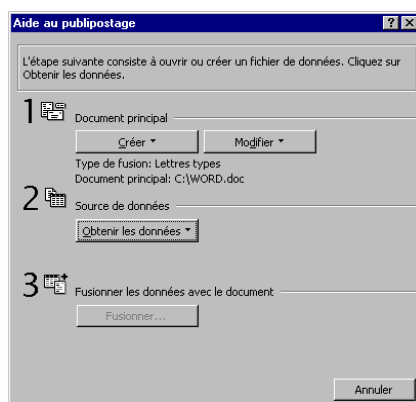 Aide au publipostage
L'étape suivante consiste à ouvrir ou créer un fichier de données. Cliquez sur
Obtenir les données.
1
Document principal
Créer
Modifier
Type de fusion: Lettres types
Document principal: C:\WORD.doc
2
Source de données
Obtenir les données
3
Fusionner les données avec le document
Fusionner...
Annuler